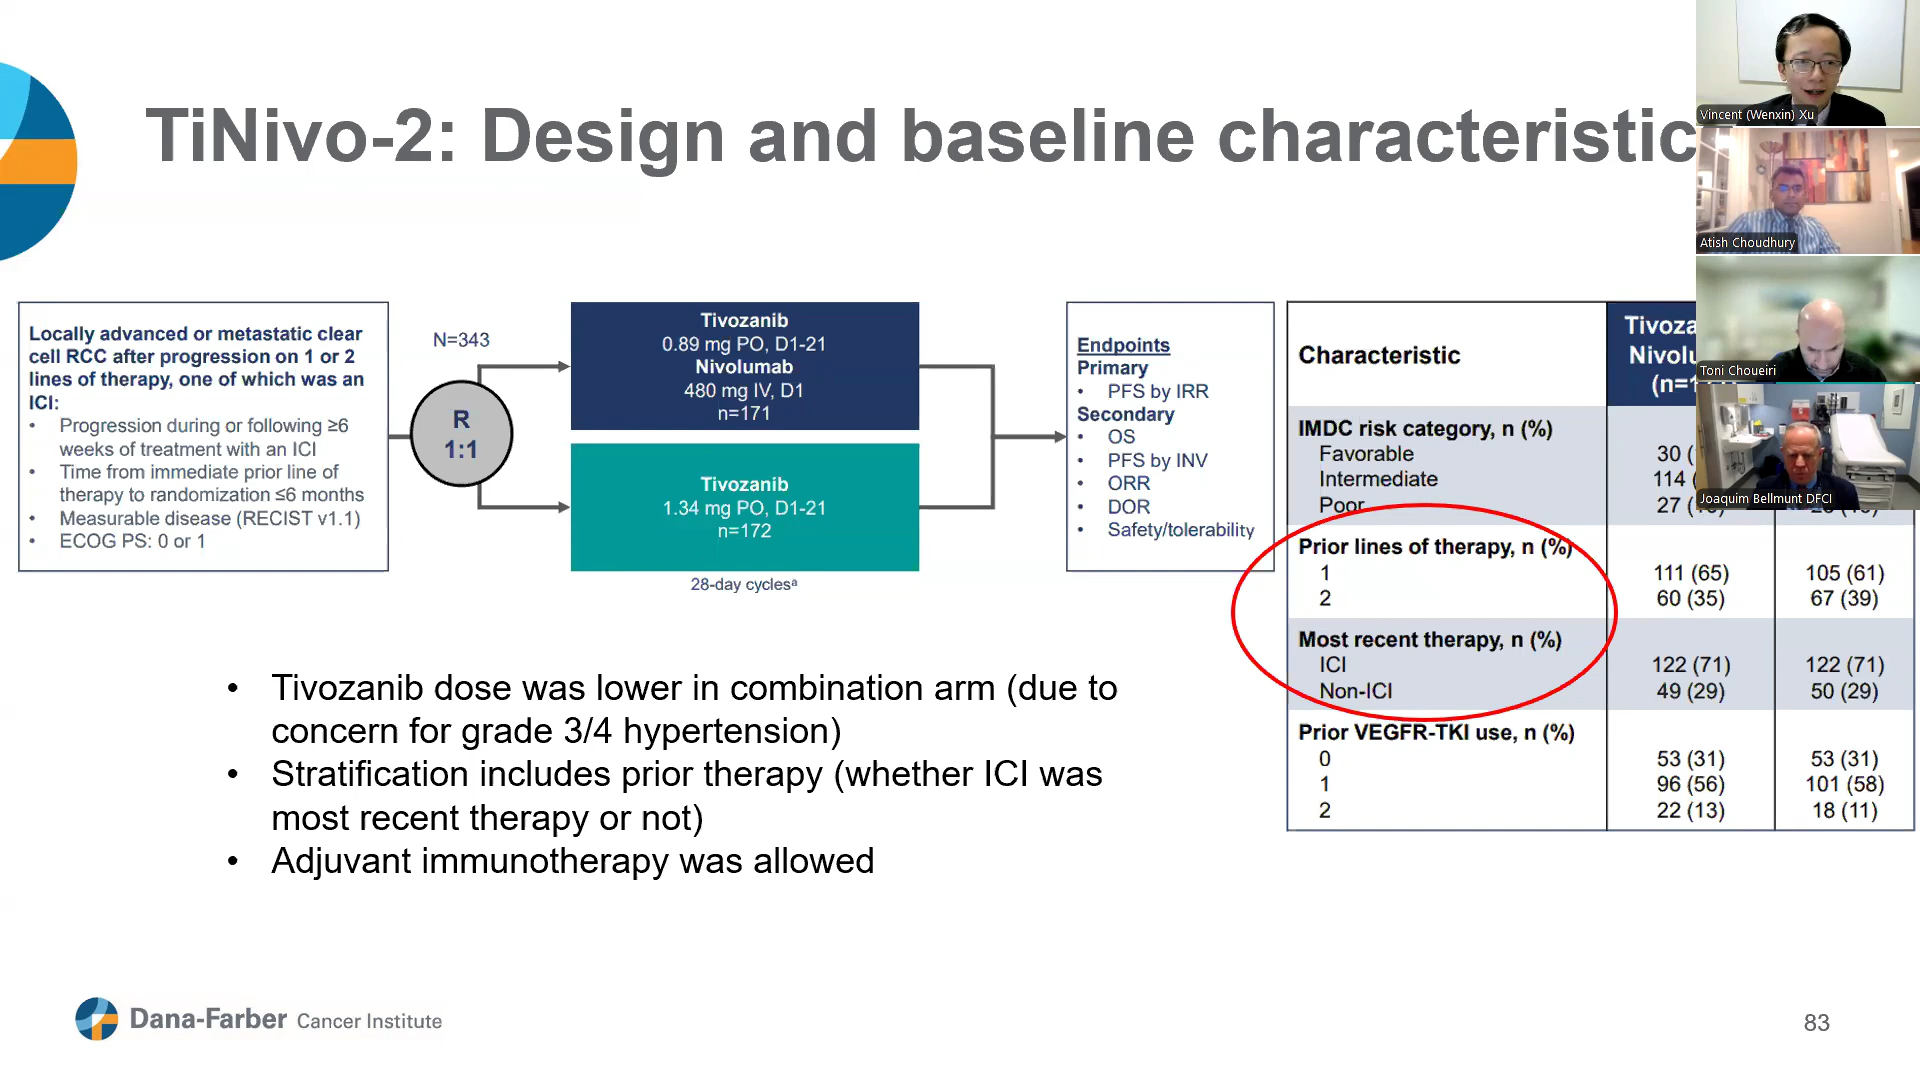 TiNivo-2: Design and baseline characteristic
Locally advanced or metastatic clear
cell RCC after progression on 1 or 2
lines of therapy, one of which was an
ICI:
• Progression during or following ≥6
weeks of treatment with an ICI
• Time from immediate prior line of
therapy to randomization ≤6 months
• Measurable disease (RECIST v1.1)
• ECOG PS: 0 or 1
N=343
R
1:1
Tivozanib
0.89 mg PO, D1-21
Nivolumab
480 mg IV, D1
n=171
Tivozanib
1.34 mg PO, D1-21
n=172
28-day cyclesᵃ
Endpoints
Primary
• PFS by IRR
Secondary
• OS
• PFS by INV
• ORR
• DOR
• Safety/tolerability
Characteristic
IMDC risk category, n (%)
Favorable 30
Intermediate 114
Poor 27
Prior lines of therapy, n (%)
1 111 (65) 105 (61)
2 60 (35) 67 (39)
Most recent therapy, n (%)
ICI 122 (71) 122 (71)
Non-ICI 49 (29) 50 (29)
Prior VEGFR-TKI use, n (%)
0 53 (31) 53 (31)
1 96 (56) 101 (58)
2 22 (13) 18 (11)
• Tivozanib dose was lower in combination arm (due to
concern for grade 3/4 hypertension)
• Stratification includes prior therapy (whether ICI was
most recent therapy or not)
• Adjuvant immunotherapy was allowed
Vincent (Wenxin) Xu
Atish Choudhury
Toni Choueiri
Joaquim Bellmunt DFCI
Dana-Farber Cancer Institute
83